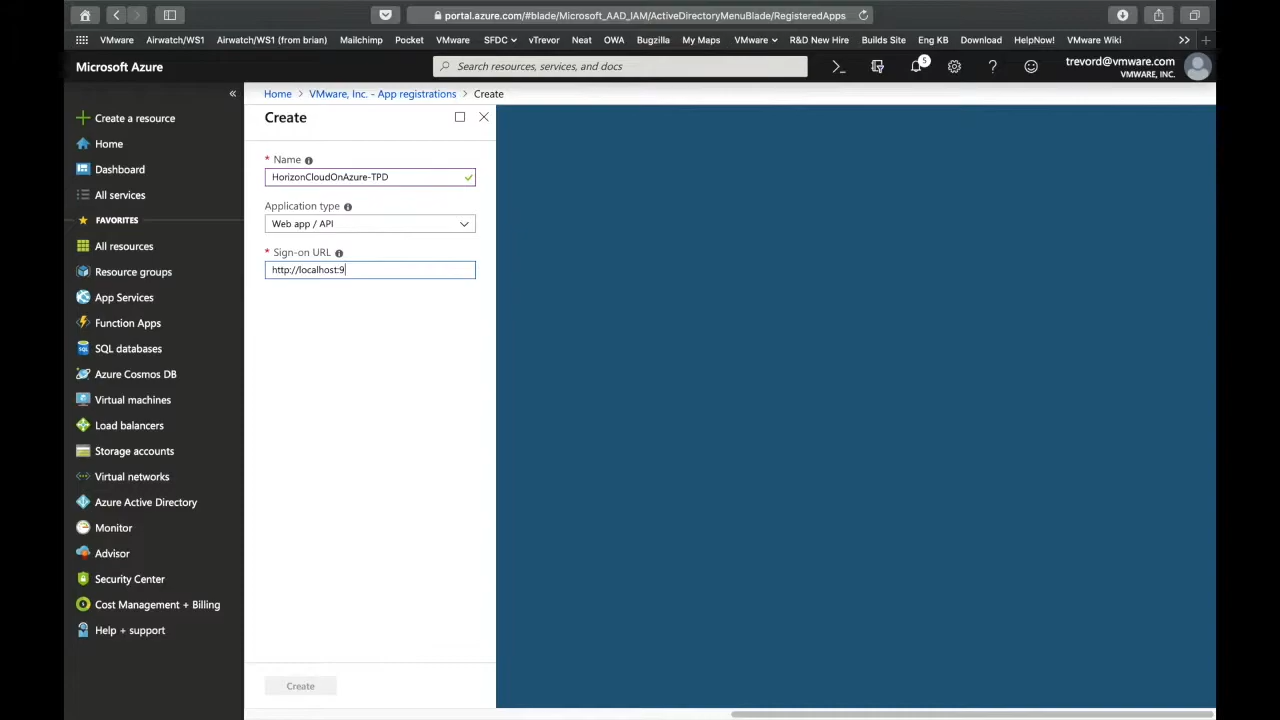 portal.azure.com/#blade/Microsoft_AAD_IAM/ActiveDirectoryMenuBlade/RegisteredApps
VMware Airwatch/WS1 Airwatch/WS1 (from brian) Mailchimp Pocket VMware SFDC vTrevor Neat OWA Bugzilla My Maps VMware R&D New Hire Builds Site Eng KB Download HelpNow! VMware Wiki
Microsoft Azure
Search resources, services, and docs
5
trevord@vmware.com
VMWARE, INC.
Home > VMware, Inc. - App registrations > Create
Create a resource
Home
Dashboard
All services
FAVORITES
All resources
Resource groups
App Services
Function Apps
SQL databases
Azure Cosmos DB
Virtual machines
Load balancers
Storage accounts
Virtual networks
Azure Active Directory
Monitor
Advisor
Security Center
Cost Management + Billing
Help + support
Create
* Name
HorizonCloudOnAzure-TPD
Application type
Web app / API
* Sign-on URL
http://localhost:9
Create